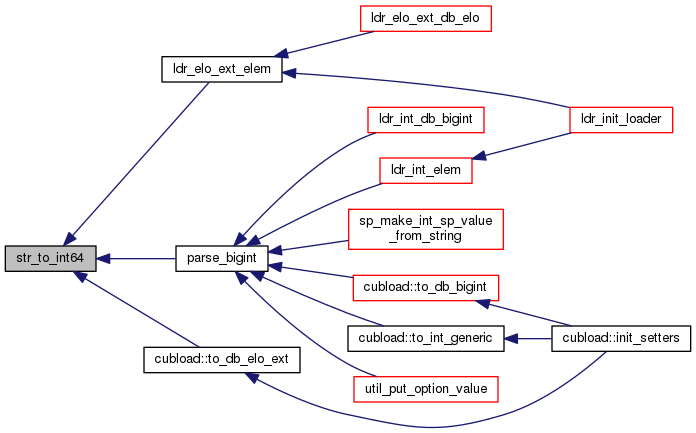 ldr_elo_ext_db_elo
ldr_elo_ext_elem
ldr_int_db_bigint
ldr_init_loader
ldr_int_elem
sp_make_int_sp_value
_from_string
str_to_int64
parse_bigint
cubload::to_db_bigint
cubload::to_int_generic
cubload::init_setters
cubload::to_db_elo_ext
util_put_option_value